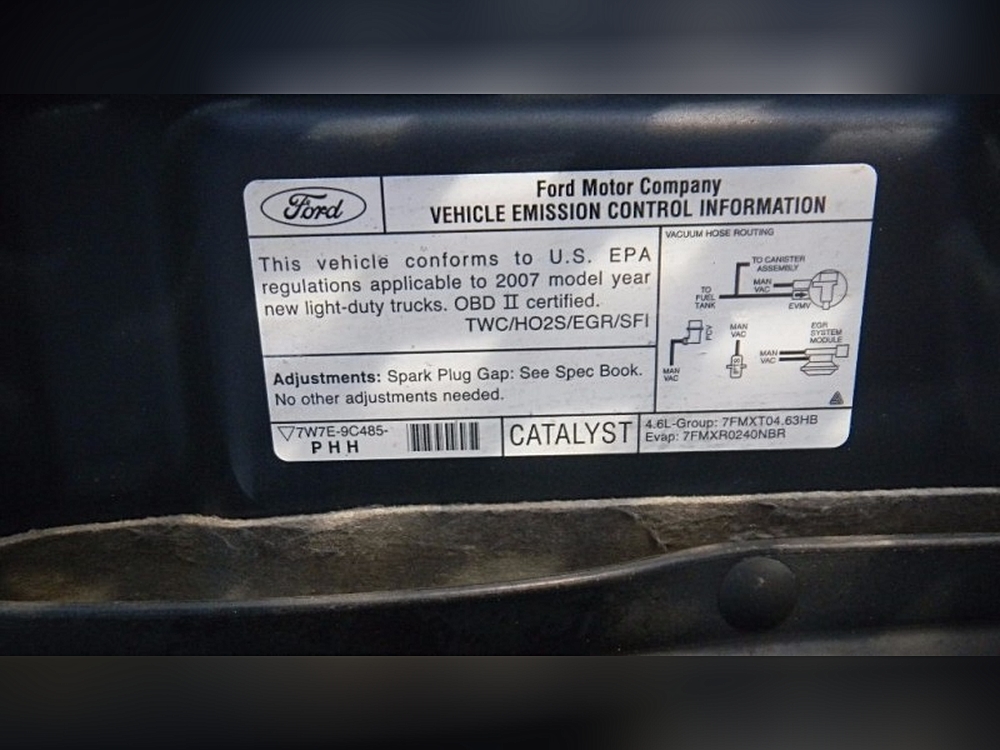 Ford
Ford Motor Company
VEHICLE EMISSION CONTROL INFORMATION
This vehicle conforms to U.S. EPA
regulations applicable to 2007 model year
new light-duty trucks. OBD II certified.
TWC/HO2S/EGR/SFI
Adjustments: Spark Plug Gap: See Spec Book.
No other adjustments needed.
7W7E-9C485-
PHH
CATALYST
VACUUM HOSE ROUTING
TO CANISTER
ASSEMBLY
MAN
VAC
TO
FUEL
TANK
EVMV
PCV
MAN
VAC
MAN
VAC
IPTS
EGR
SYSTEM
MODULE
MAN
VAC
4.6L-Group: 7FMXT04.63HB
Evap: 7FMXR0240NBR